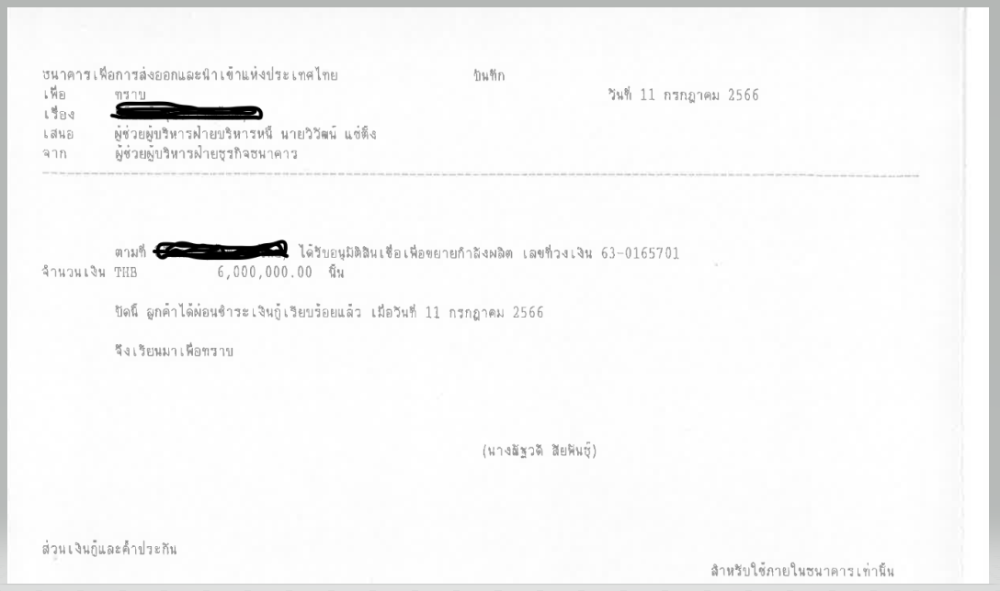 ธนาคารเพื่อการส่งออกและนำเข้าแห่งประเทศไทย บันทึก
เพื่อ ทราบ วันที่ 11 กรกฎาคม 2566
เรื่อง
เสนอ ผู้ช่วยผู้บริหารฝ่ายบริหารหนี้ นายวิวัฒน์ แซ่ตั้ง
จาก ผู้ช่วยผู้บริหารฝ่ายธุรกิจธนาคาร
ตามที่ ได้รับอนุมัติสินเชื่อเพื่อขยายกำลังผลิต เลขที่วงเงิน 63-0165701
จำนวนเงิน THB 6,000,000.00 นั้น
บัดนี้ ลูกค้าได้ผ่อนชำระเงินกู้เรียบร้อยแล้ว เมื่อวันที่ 11 กรกฎาคม 2566
จึงเรียนมาเพื่อทราบ
(นางลัฐวดี สียพันธุ์)
ส่วนเงินกู้และค้ำประกัน
สำหรับใช้ภายในธนาคารเท่านั้น